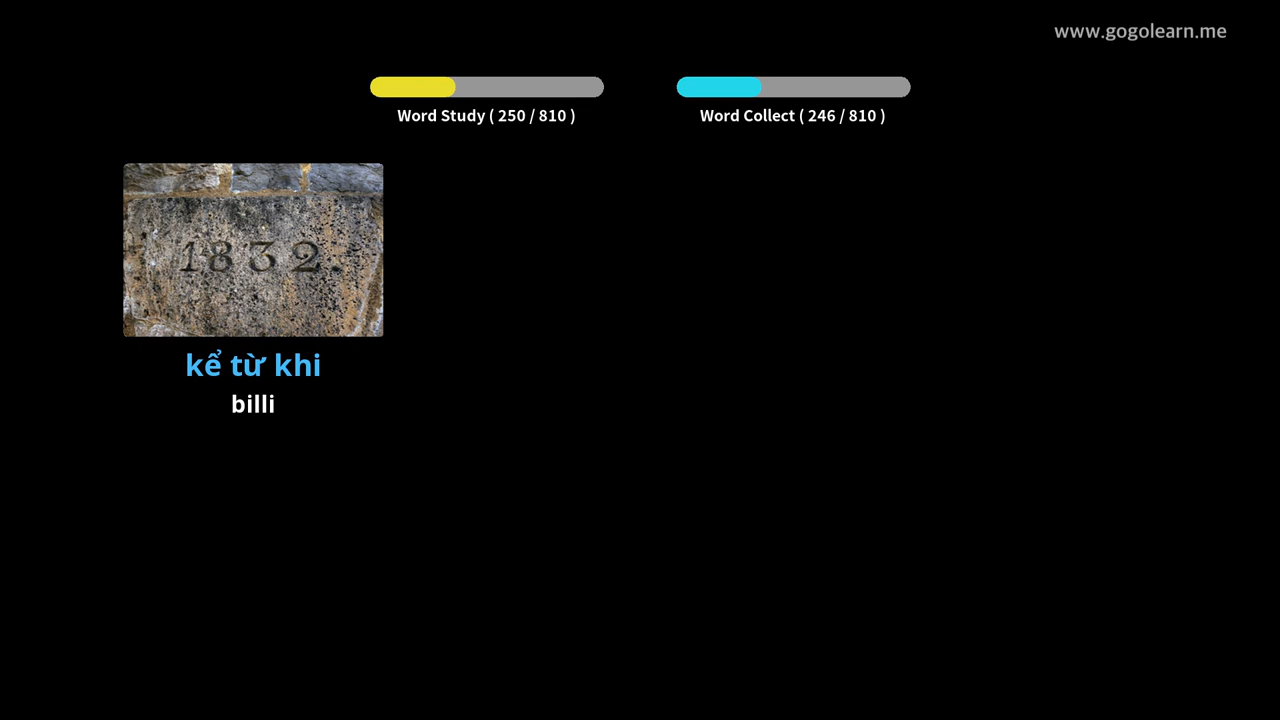 www.gogolearn.me
Word Study ( 250 / 810 )
Word Collect ( 246 / 810 )
1832.
kể từ khi
billi